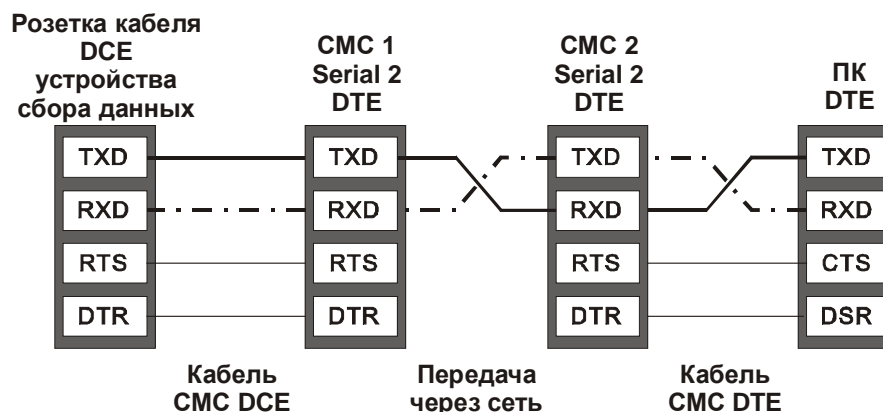 Розетка кабеля
DCE
устройства
сбора данных
CMC 1
Serial 2
DTE
CMC 2
Serial 2
DTE
ПК
DTE
TXD
TXD
TXD
TXD
RXD
RXD
RXD
RXD
RTS
RTS
RTS
CTS
DTR
DTR
DTR
DSR
Кабель
CMC DCE
Передача
через сеть
Кабель
CMC DTE